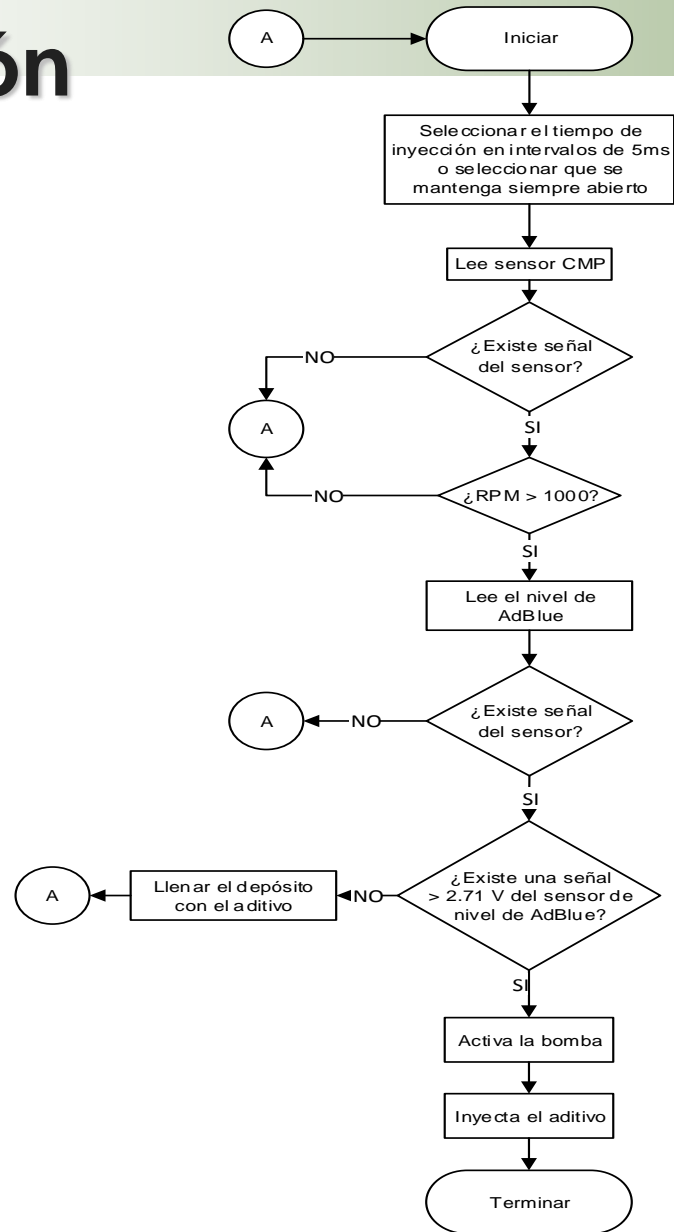 ón
A
Iniciar
Seleccionar el tiempo de
inyección en intervalos de 5ms
o seleccionar que se
mantenga siempre abierto
Lee sensor CMP
¿Existe señal
del sensor?
NO
A
SI
¿RPM > 1000?
NO
SI
Lee el nivel de
AdBlue
¿Existe señal
del sensor?
NO
A
SI
¿Existe una señal
> 2.71 V del sensor de
nivel de AdBlue?
NO
Llenar el depósito
con el aditivo
A
SI
Activa la bomba
Inyecta el aditivo
Terminar